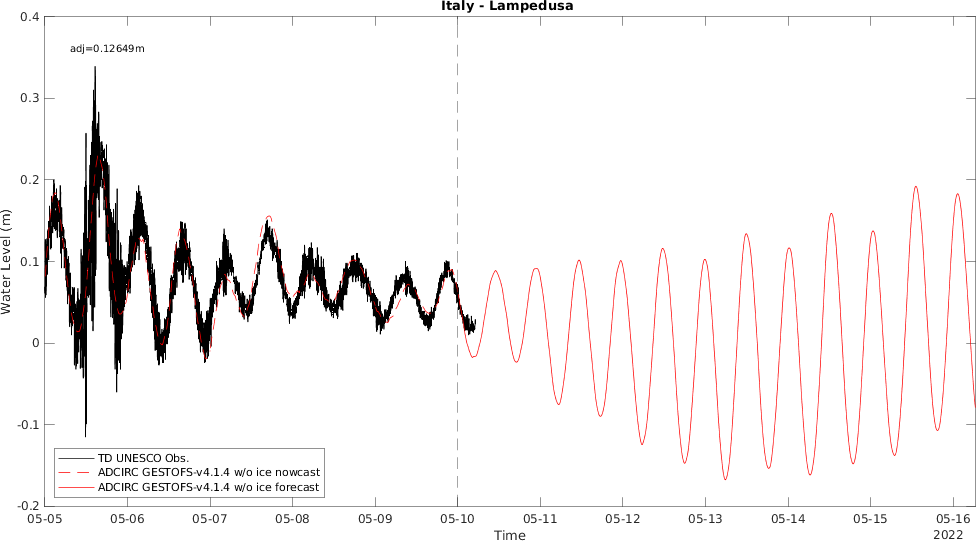 Italy - Lampedusa
adj=0.12649m
Water Level (m)
0.4
0.3
0.2
0.1
0
-0.1
-0.2
TD UNESCO Obs.
ADCIRC GESTOFS-v4.1.4 w/o ice nowcast
ADCIRC GESTOFS-v4.1.4 w/o ice forecast
05-05 05-06 05-07 05-08 05-09 05-10 05-11 05-12 05-13 05-14 05-15 05-16
Time
2022